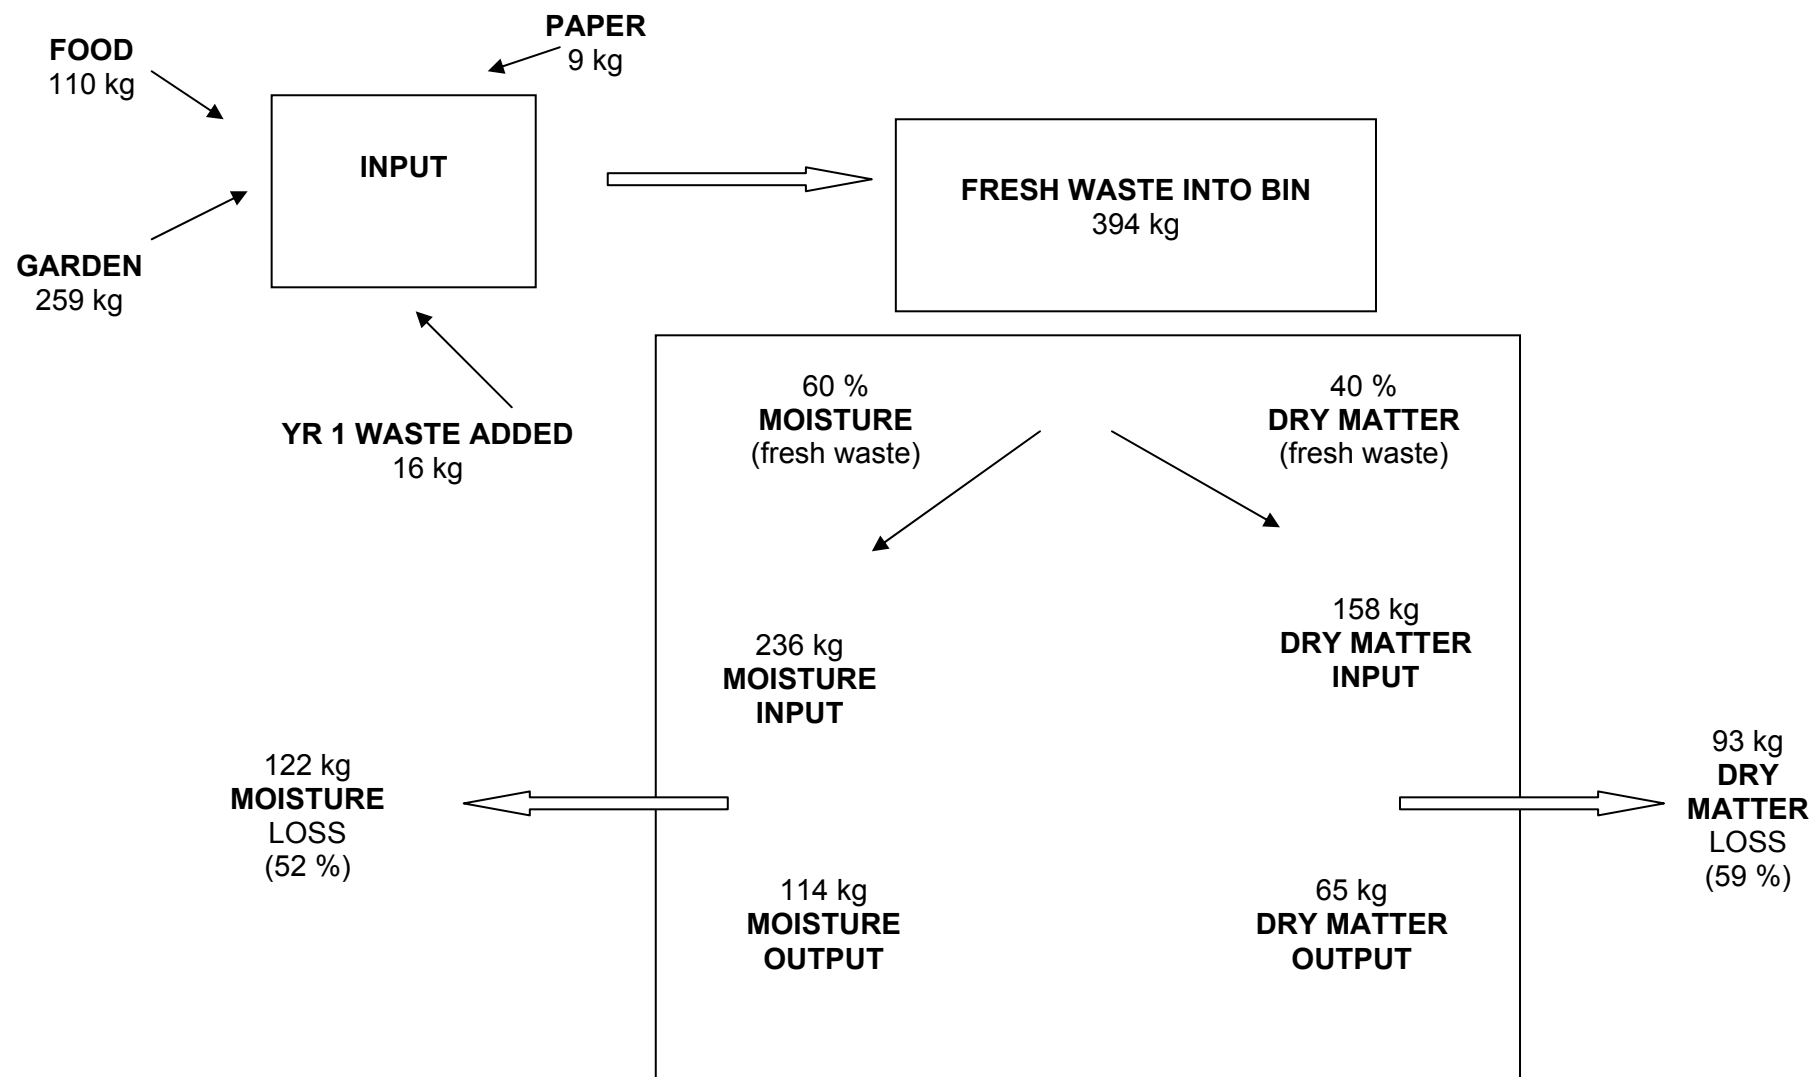 PAPER
9 kg
FOOD
110 kg
INPUT
FRESH WASTE INTO BIN
394 kg
GARDEN
259 kg
YR 1 WASTE ADDED
16 kg
60 %
MOISTURE
(fresh waste)
40 %
DRY MATTER
(fresh waste)
236 kg
MOISTURE
INPUT
158 kg
DRY MATTER
INPUT
122 kg
MOISTURE
LOSS
(52 %)
93 kg
DRY
MATTER
LOSS
(59 %)
114 kg
MOISTURE
OUTPUT
65 kg
DRY MATTER
OUTPUT